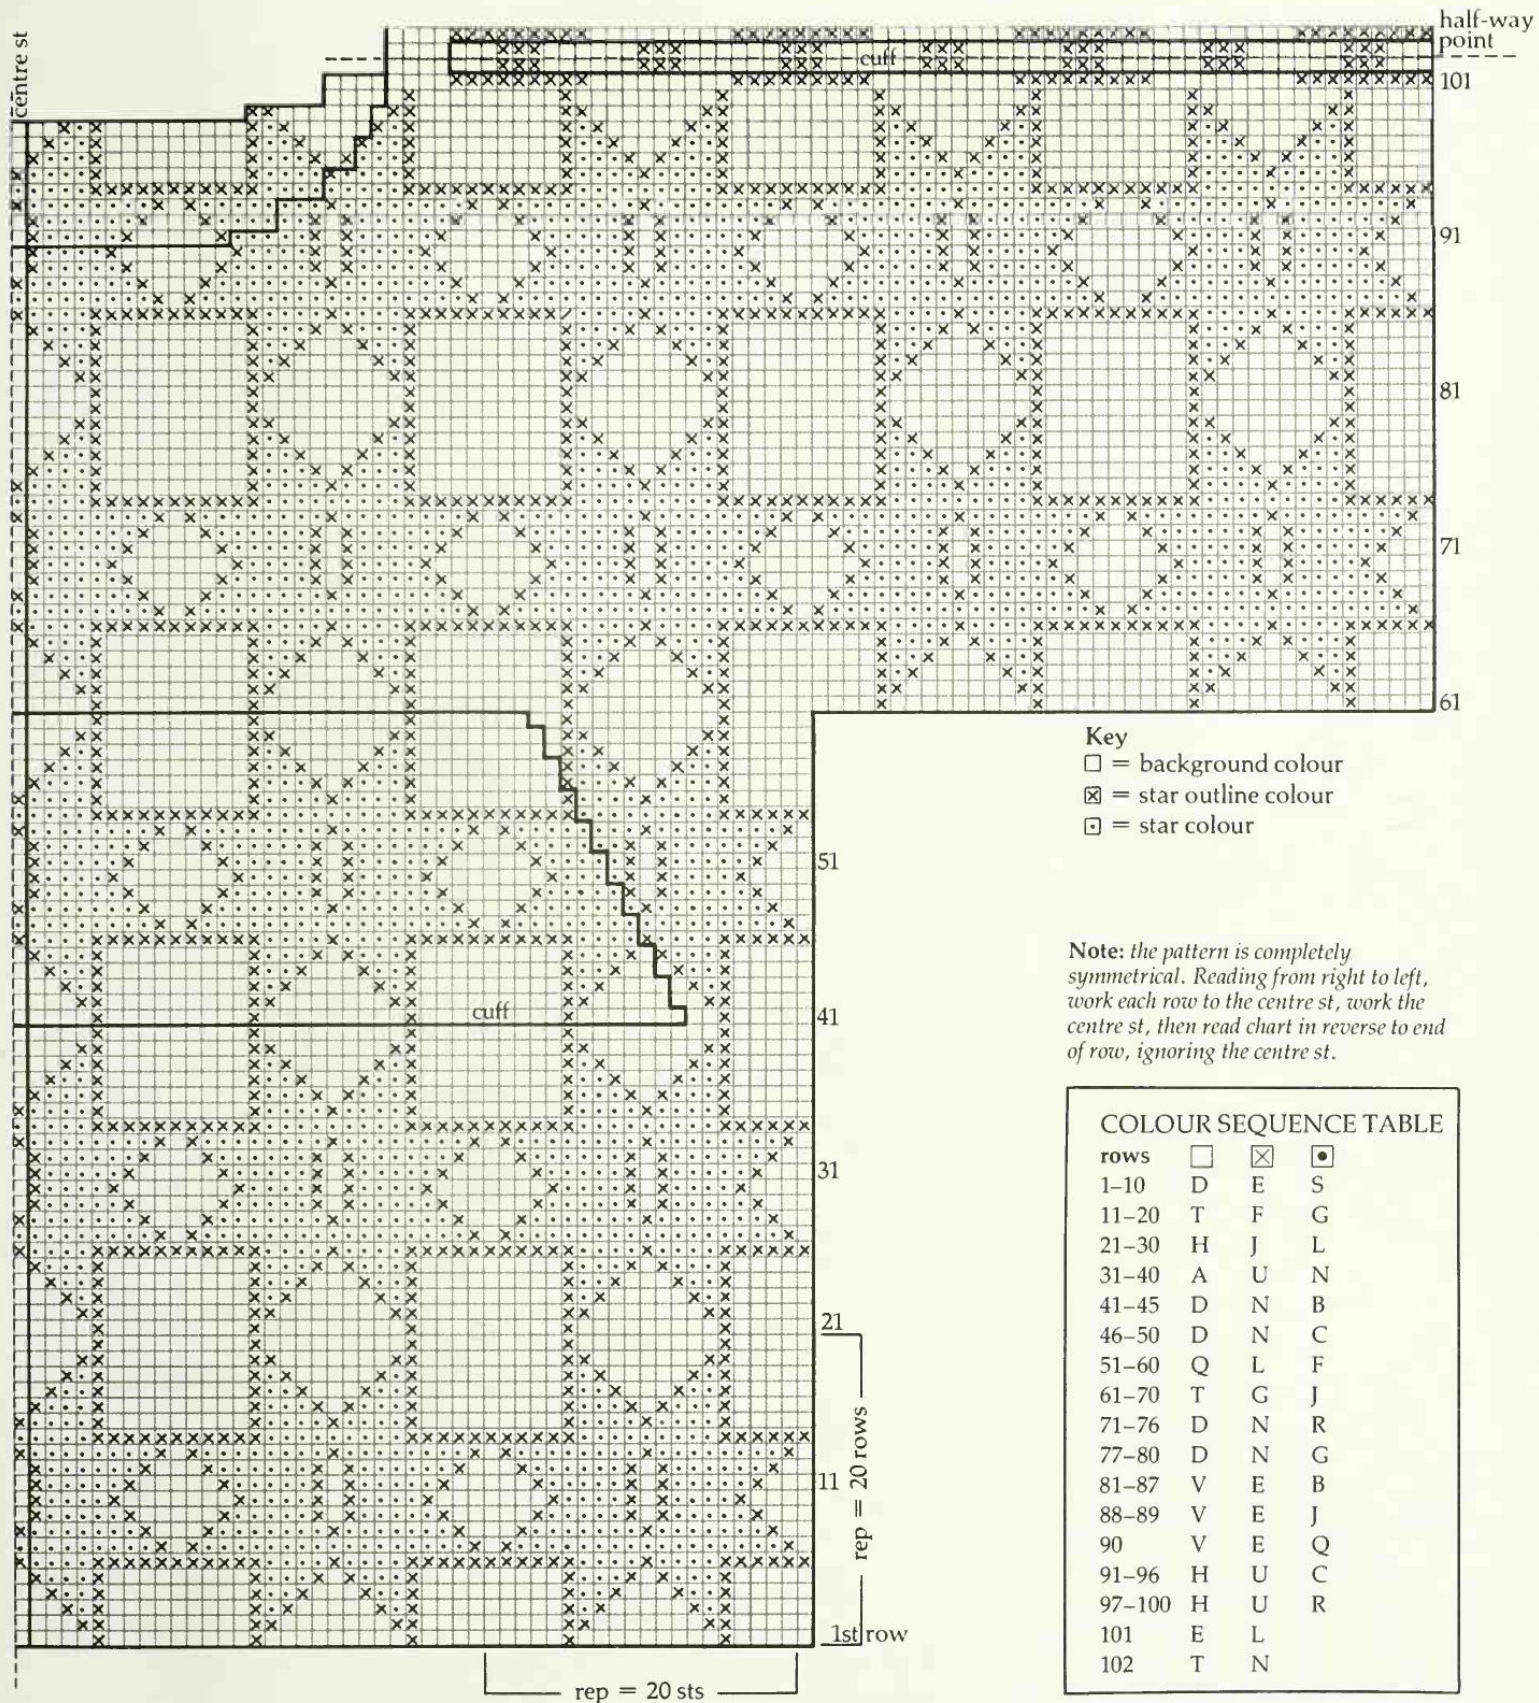 centre st
half-way
point
cuff
101
91
81
71
61
Key
□ = background colour
☒ = star outline colour
⊡ = star colour
51
Note: the pattern is completely
symmetrical. Reading from right to left,
work each row to the centre st, work the
centre st, then read chart in reverse to end
of row, ignoring the centre st.
cuff
41
31
21
11
rep = 20 rows
1st row
rep = 20 sts
COLOUR SEQUENCE TABLE
rows □ ☒ ⊡
1–10 D E S
11–20 T F G
21–30 H J L
31–40 A U N
41–45 D N B
46–50 D N C
51–60 Q L F
61–70 T G J
71–76 D N R
77–80 D N G
81–87 V E B
88–89 V E J
90 V E Q
91–96 H U C
97–100 H U R
101 E L
102 T N